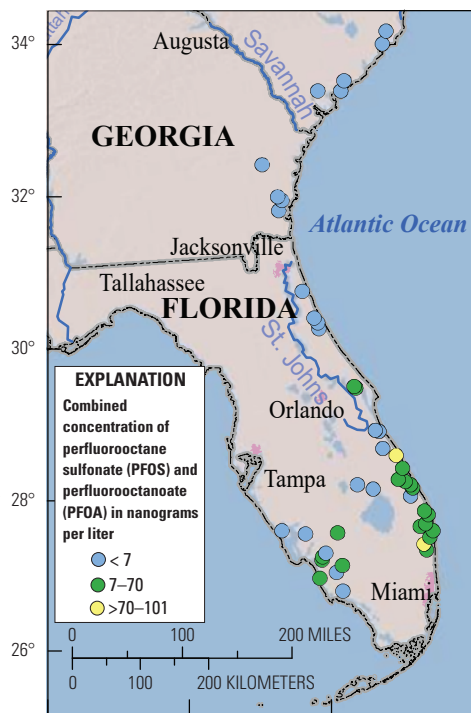 34°
Augusta
Savannah
GEORGIA
32°
Atlantic Ocean
Jacksonville
Tallahassee
FLORIDA
St. Johns
30°
EXPLANATION
Combined
concentration of
perfluorooctane
sulfonate (PFOS) and
perfluorooctanoate
(PFOA) in nanograms
per liter
< 7
7–70
>70–101
Orlando
Tampa
28°
Miami
26°
0 100 200 MILES
0 100 200 KILOMETERS